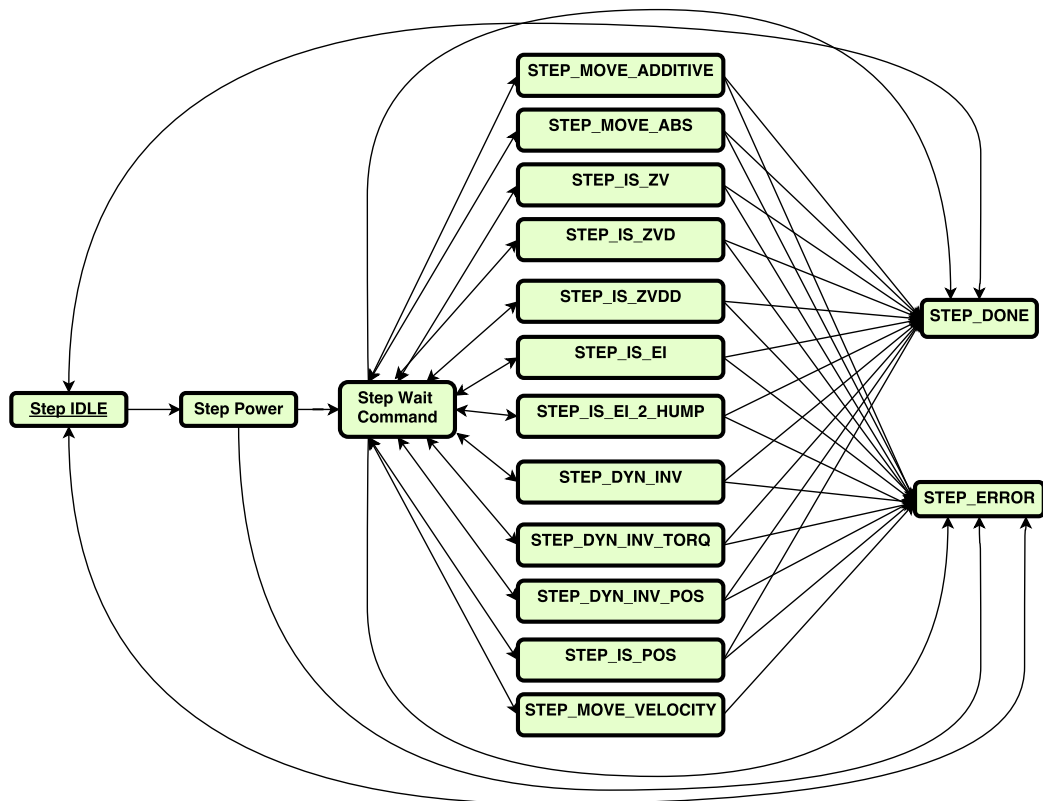 STEP_MOVE_ADDITIVE
STEP_MOVE_ABS
STEP_IS_ZV
STEP_IS_ZVD
STEP_IS_ZVDD
STEP_DONE
STEP_IS_EI
Step IDLE
Step Power
Step Wait
Command
STEP_IS_EI_2_HUMP
STEP_DYN_INV
STEP_ERROR
STEP_DYN_INV_TORQ
STEP_DYN_INV_POS
STEP_IS_POS
STEP_MOVE_VELOCITY